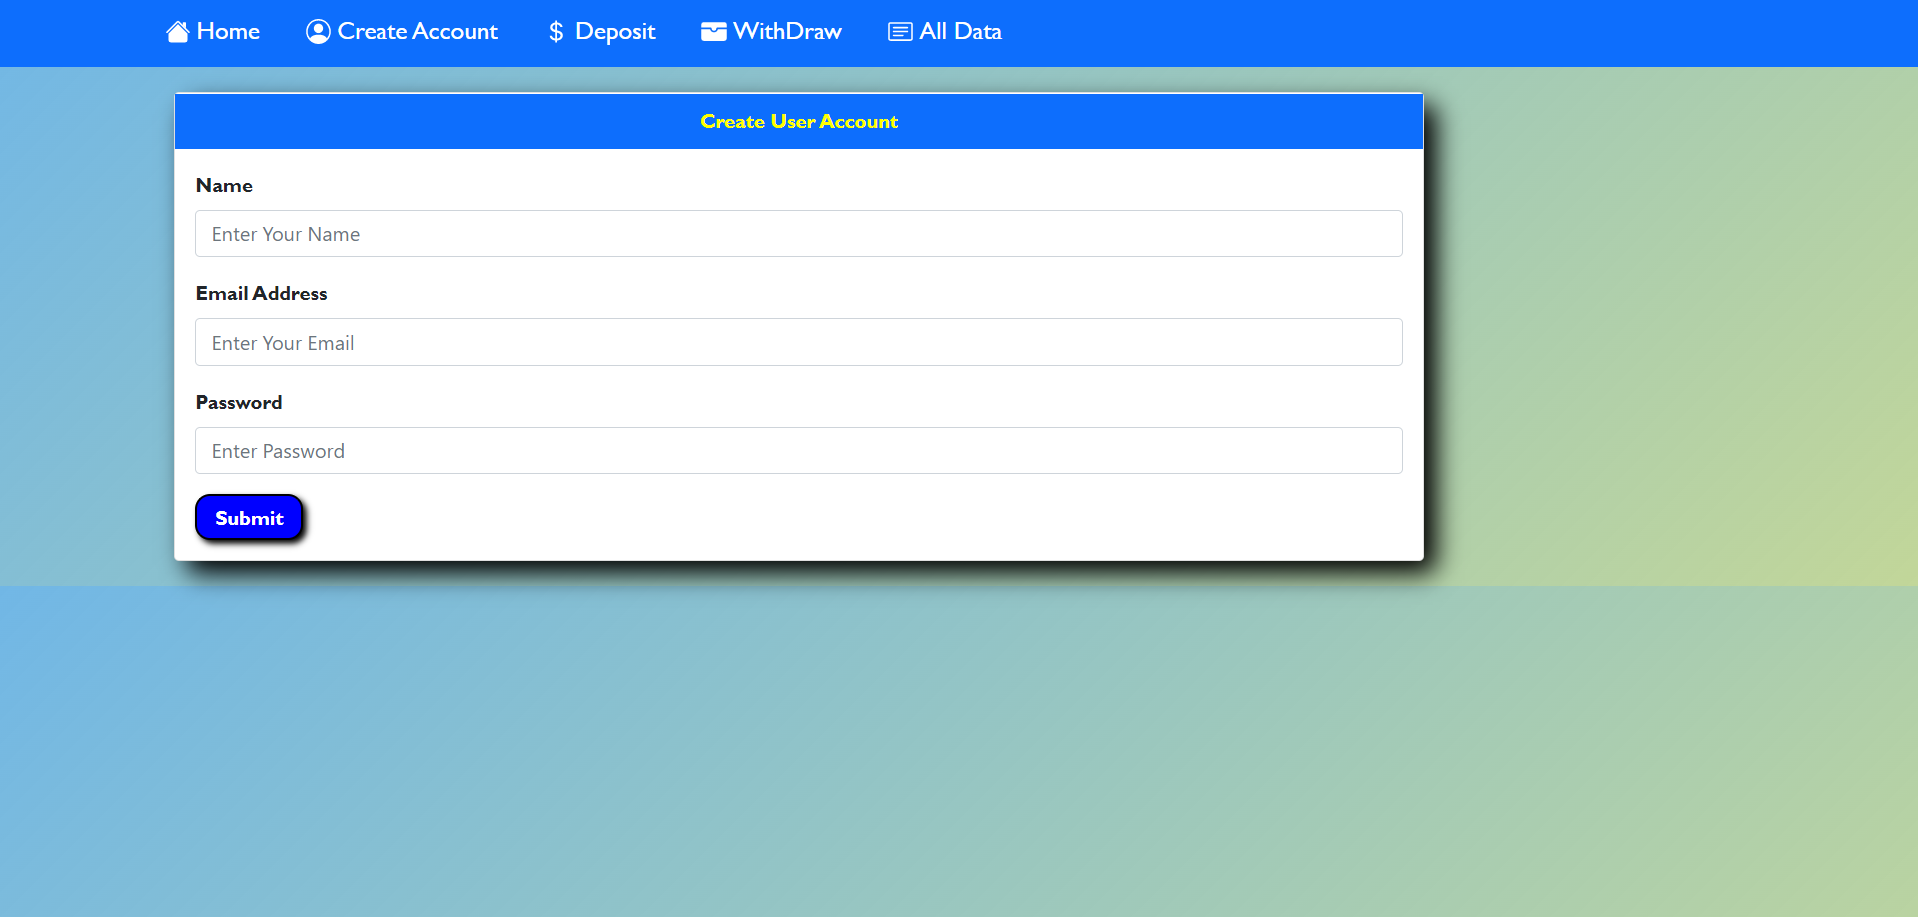 Home Create Account $ Deposit WithDraw All Data
Create User Account
Name
Enter Your Name
Email Address
Enter Your Email
Password
Enter Password
Submit